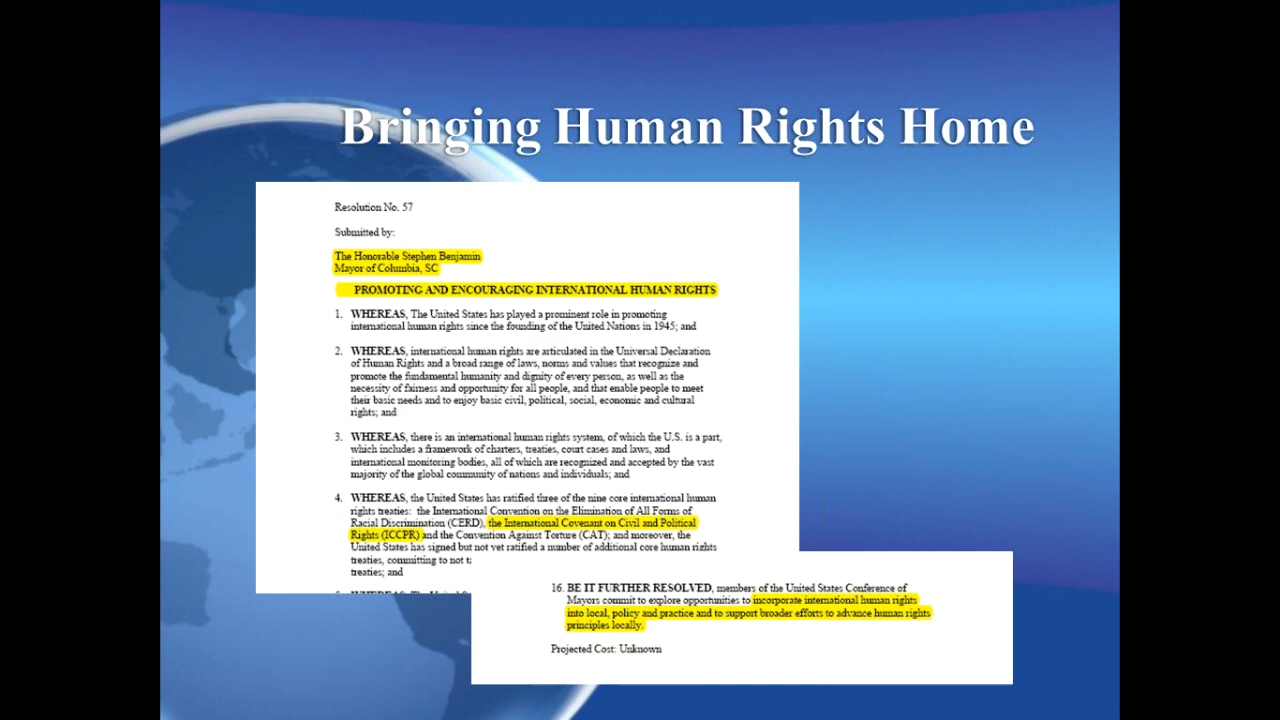 Bringing Human Rights Home
Resolution No. 57
Submitted by:
The Honorable Stephen Benjamin
Mayor of Columbia, SC
PROMOTING AND ENCOURAGING INTERNATIONAL HUMAN RIGHTS
1. WHEREAS, The United States has played a prominent role in promoting
international human rights since the founding of the United Nations in 1945; and
2. WHEREAS, international human rights are articulated in the Universal Declaration
of Human Rights and a broad range of laws, norms and values that recognize and
promote the fundamental humanity and dignity of every person, as well as the
necessity of fairness and opportunity for all people, and that enable people to meet
their basic needs and to enjoy basic civil, political, social, economic and cultural
rights; and
3. WHEREAS, there is an international human rights system, of which the U.S. is a part,
which includes a framework of charters, treaties, court cases and laws, and
international monitoring bodies, all of which are recognized and accepted by the vast
majority of the global community of nations and individuals; and
4. WHEREAS, the United States has ratified three of the nine core international human
rights treaties: the International Convention on the Elimination of All Forms of
Racial Discrimination (CERD), the International Covenant on Civil and Political
Rights (ICCPR) and the Convention Against Torture (CAT); and moreover, the
United States has signed but not yet ratified a number of additional core human rights
treaties, committing to not
treaties; and
16. BE IT FURTHER RESOLVED, members of the United States Conference of
Mayors commit to explore opportunities to incorporate international human rights
into local, policy and practice and to support broader efforts to advance human rights
principles locally.
Projected Cost: Unknown